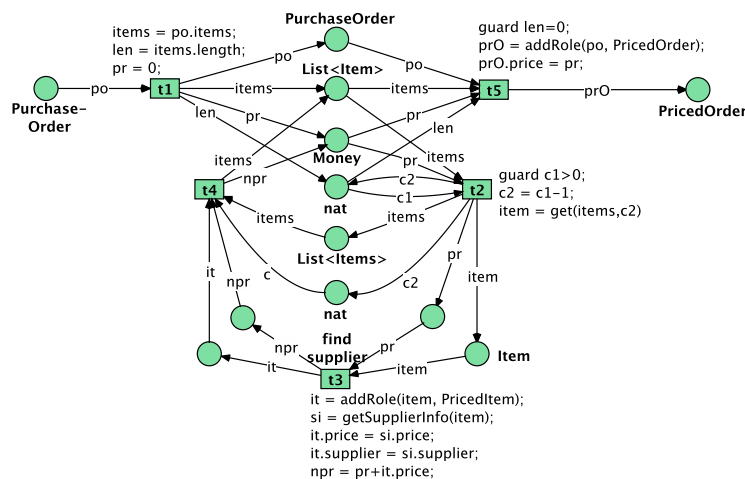 items = po.items;
len = items.length;
pr = 0;
PurchaseOrder
guard len=0;
prO = addRole(po, PricedOrder);
prO.price = pr;
po
po
List<Item>
po
t1
items
items
t5
prO
Purchase-
Order
PricedOrder
len
pr
pr
len
Money
items
npr
pr
items
c2
guard c1>0;
c2 = c1-1;
item = get(items,c2)
t4
c1
t2
nat
items
items
List<Items>
it
npr
c
c2
pr
item
nat
find
supplier
npr
pr
Item
it
t3
item
it = addRole(item, PricedItem);
si = getSupplierInfo(item);
it.price = si.price;
it.supplier = si.supplier;
npr = pr+it.price;